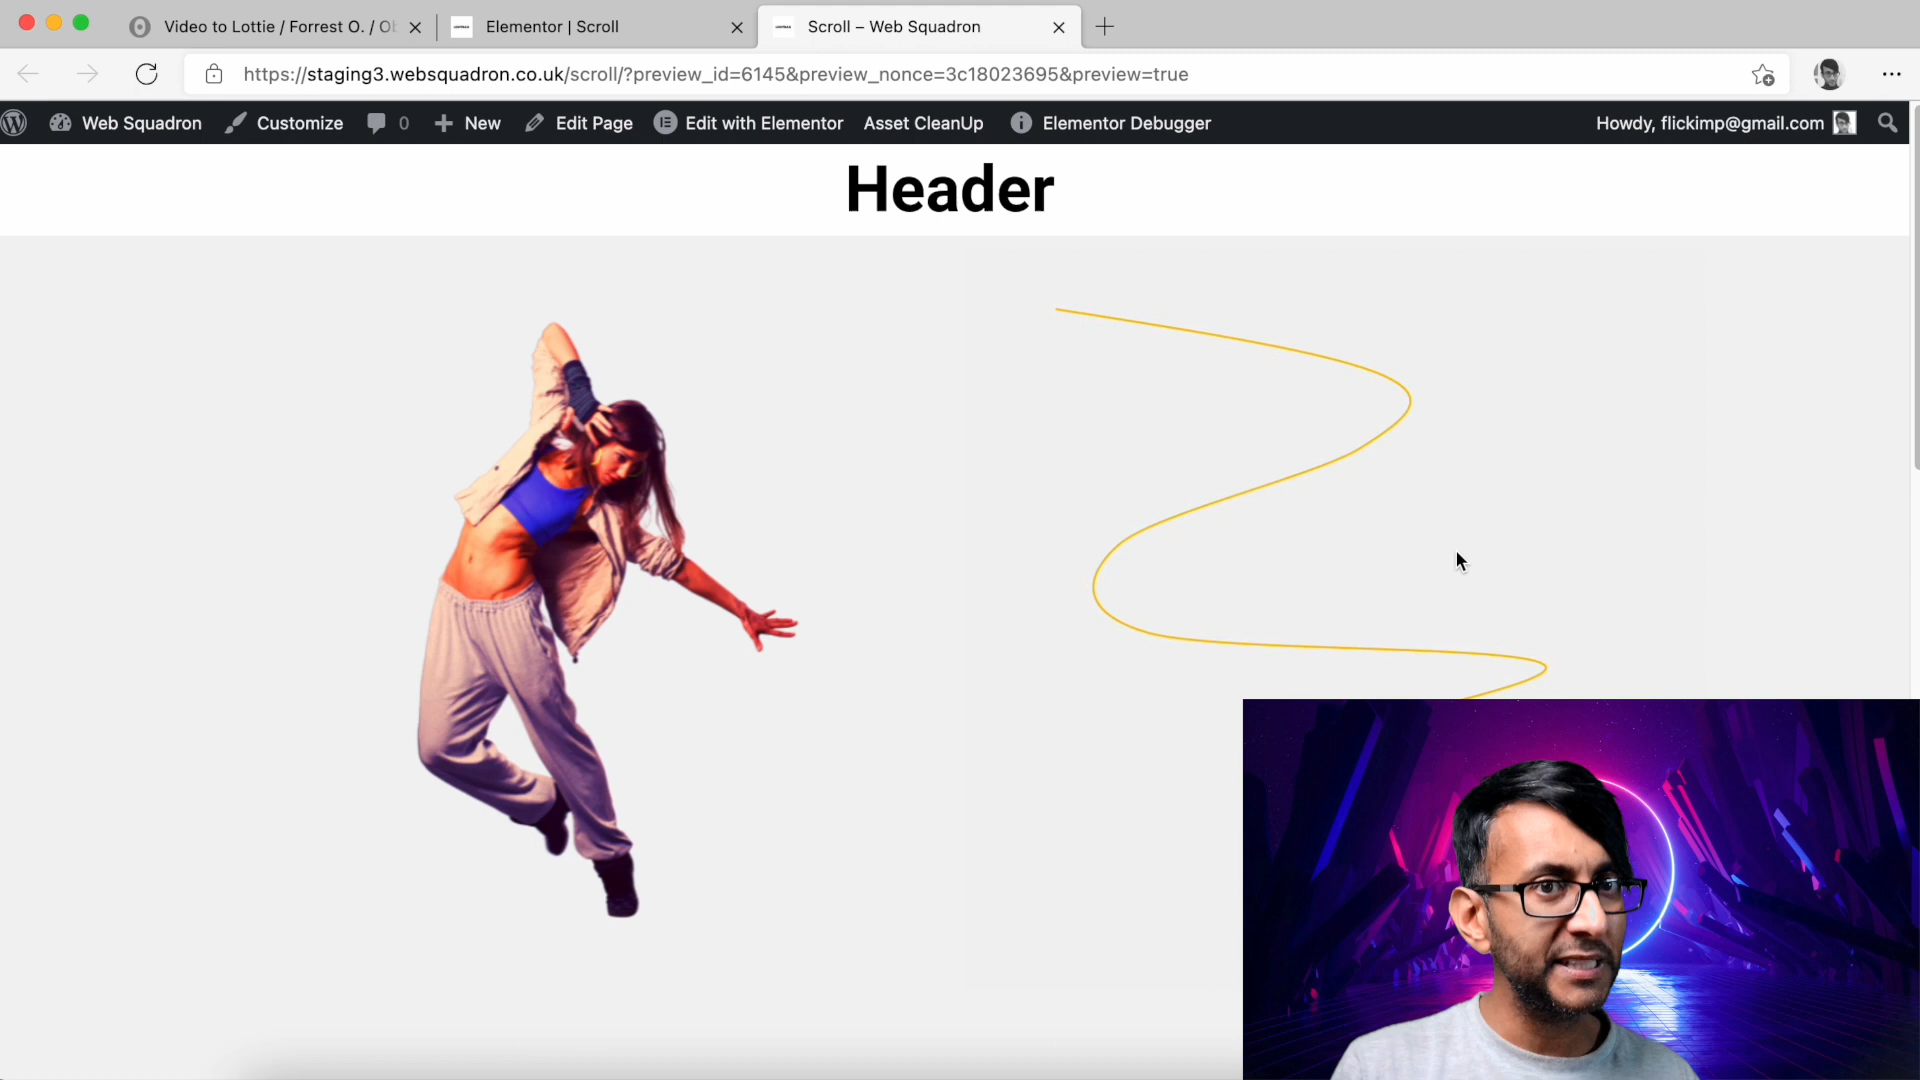 Video to Lottie / Forrest O. / Ob
Elementor | Scroll
Scroll – Web Squadron
https://staging3.websquadron.co.uk/scroll/?preview_id=6145&preview_nonce=3c18023695&preview=true
Web Squadron Customize 0 New Edit Page Edit with Elementor Asset CleanUp Elementor Debugger Howdy, flickimp@gmail.com
Header